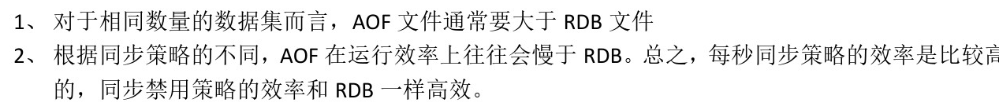 1、 对于相同数量的数据集而言，AOF 文件通常要大于 RDB 文件
2、 根据同步策略的不同，AOF 在运行效率上往往会慢于 RDB。总之，每秒同步策略的效率是比较高
的，同步禁用策略的效率和 RDB 一样高效。